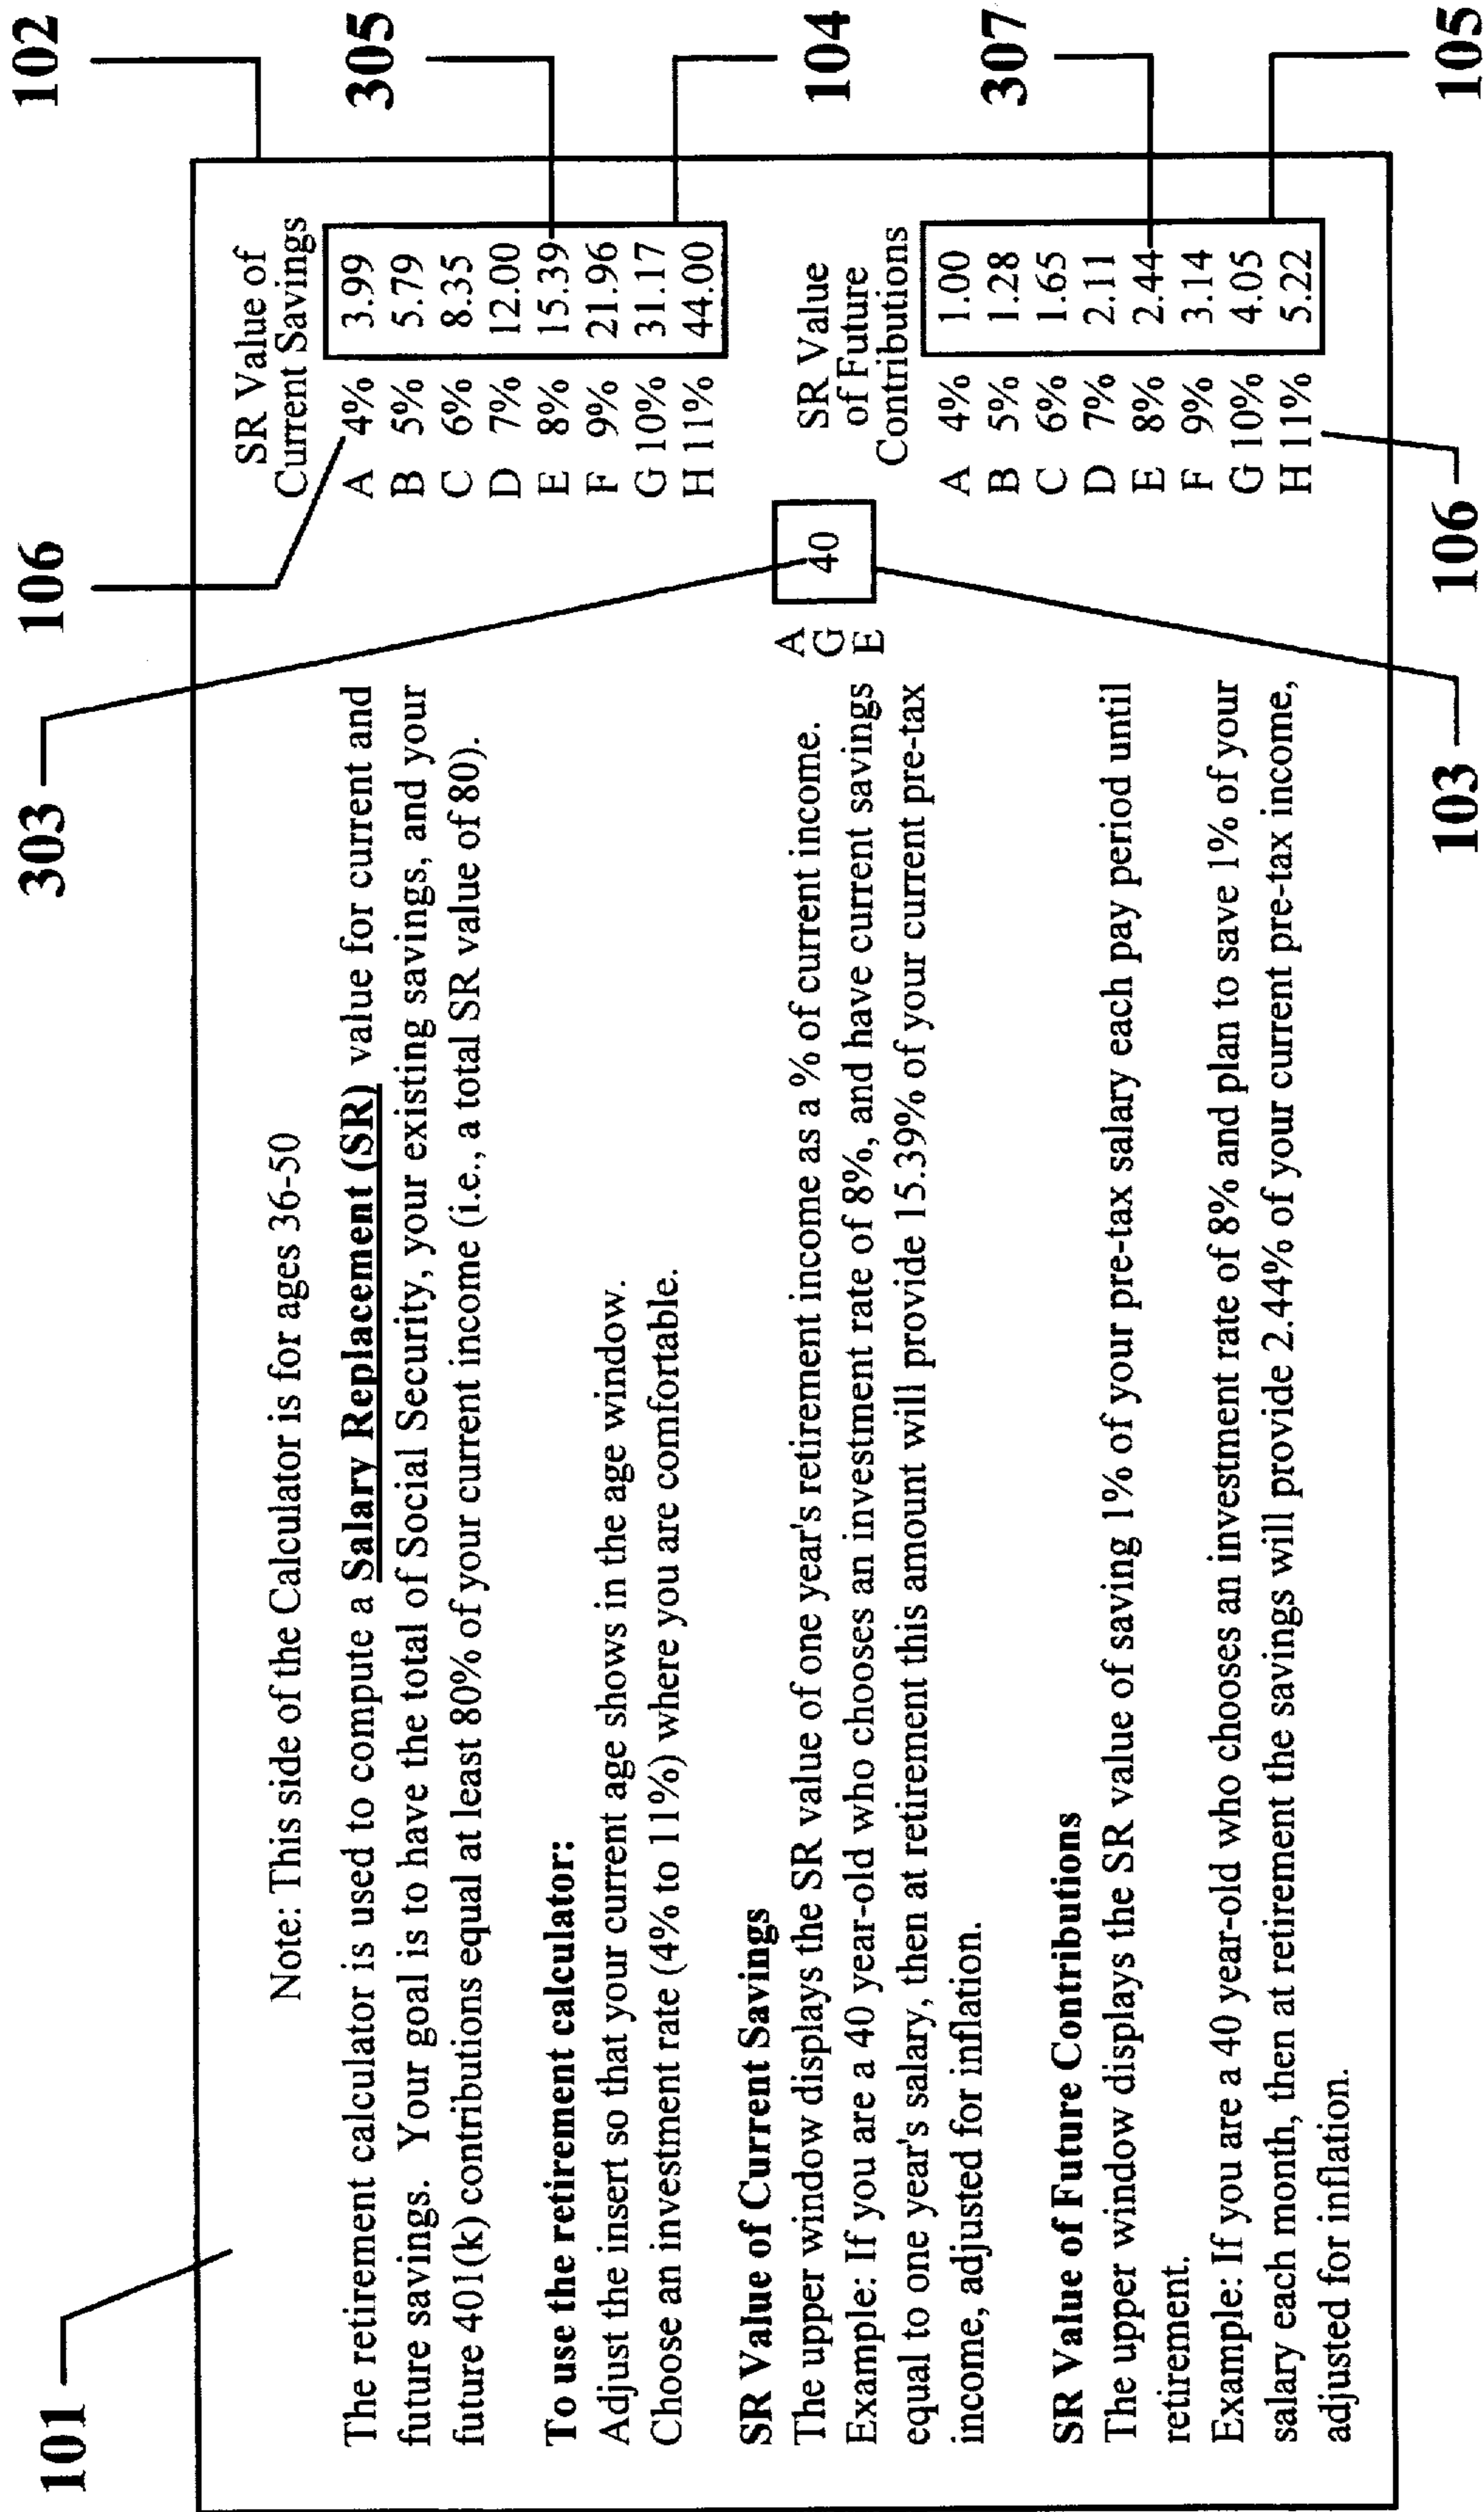 101
303
106
102
Note: This side of the Calculator is for ages 36-50
The retirement calculator is used to compute a Salary Replacement (SR) value for current and
future savings. Your goal is to have the total of Social Security, your existing savings, and your
future 401(k) contributions equal at least 80% of your current income (i.e., a total SR value of 80).
To use the retirement calculator:
Adjust the insert so that your current age shows in the age window.
Choose an investment rate (4% to 11%) where you are comfortable.
SR Value of Current Savings
The upper window displays the SR value of one year's retirement income as a % of current income.
Example: If you are a 40 year-old who chooses an investment rate of 8%, and have current savings
equal to one year's salary, then at retirement this amount will provide 15.39% of your current pre-tax
income, adjusted for inflation.
SR Value of Future Contributions
The upper window displays the SR value of saving 1% of your pre-tax salary each pay period until
retirement.
Example: If you are a 40 year-old who chooses an investment rate of 8% and plan to save 1% of your
salary each month, then at retirement the savings will provide 2.44% of your current pre-tax income,
adjusted for inflation.
A
G
E
40
SR Value of
Current Savings
A 4% 3.99
B 5% 5.79
C 6% 8.35
D 7% 12.00
E 8% 15.39
F 9% 21.96
G 10% 31.17
H 11% 44.00
SR Value
of Future
Contributions
A 4% 1.00
B 5% 1.28
C 6% 1.65
D 7% 2.11
E 8% 2.44
F 9% 3.14
G 10% 4.05
H 11% 5.22
305
104
307
105
103
106